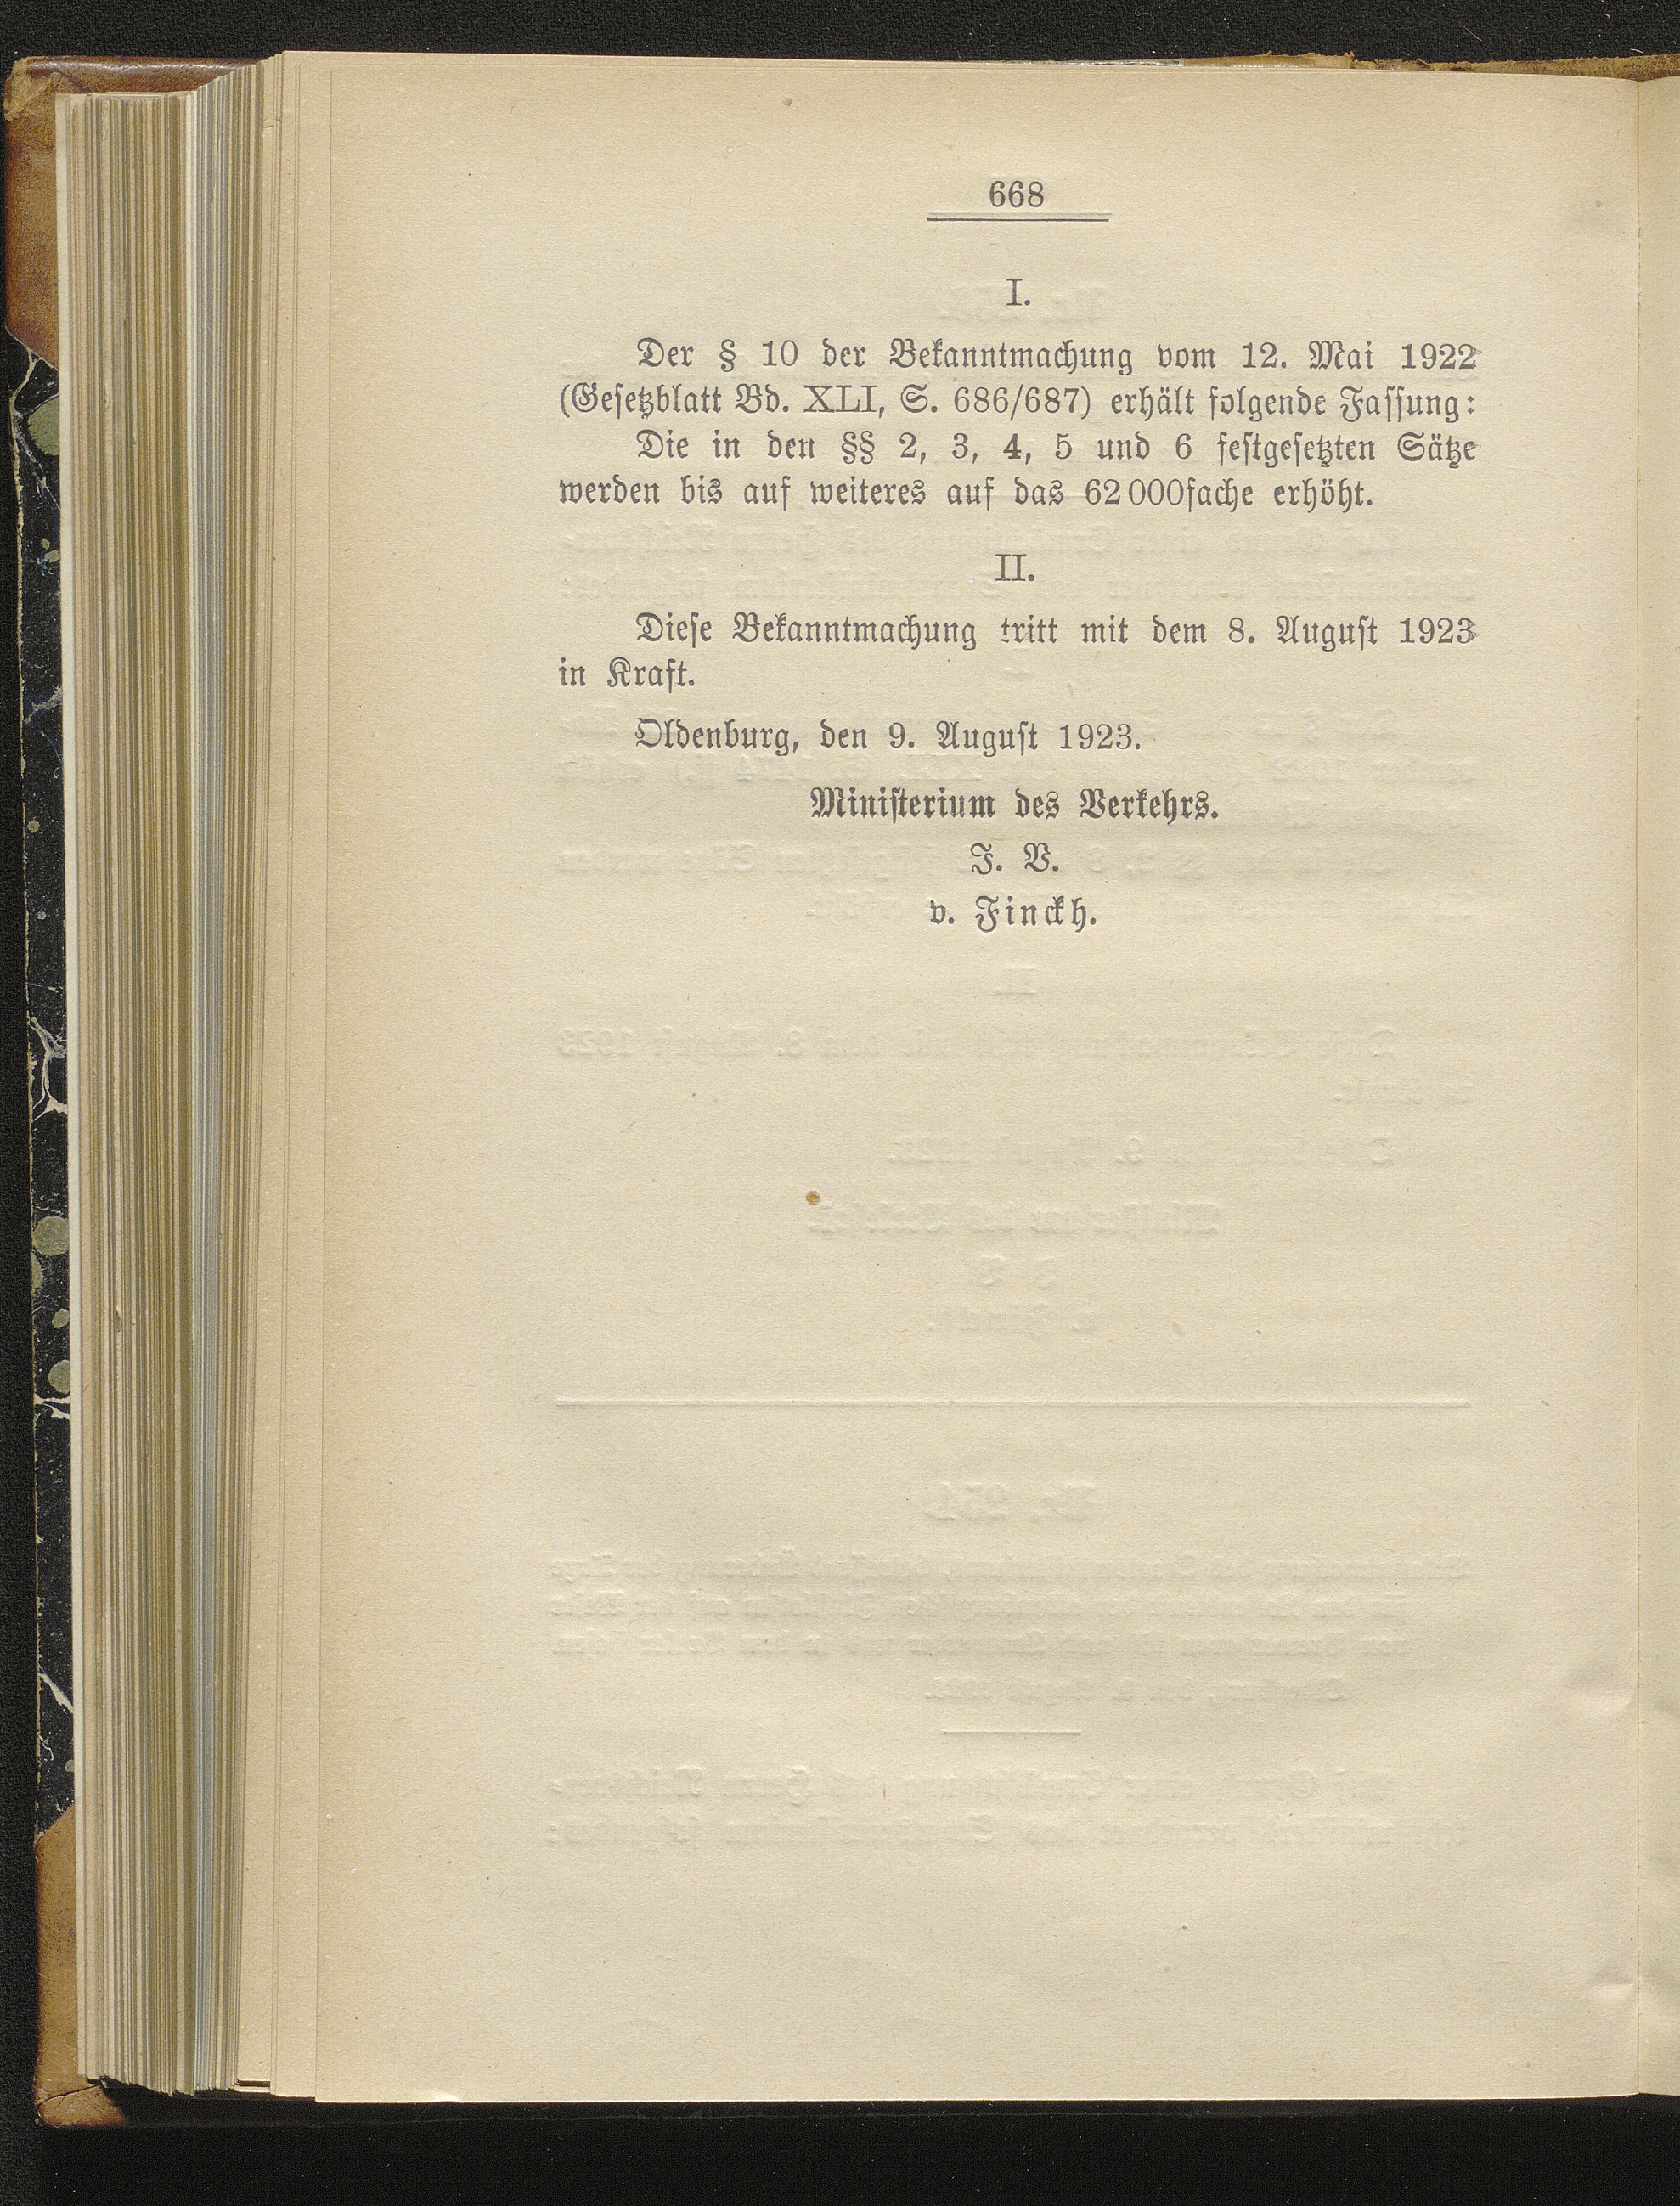 668
I.
Der § 10 der Bekanntmachung vom 12. Mai 1922
(Gesetzblatt Bd. XLI, S. 686/687) erhält folgende Fassung:
Die in den §§ 2, 3, 4, 5 und 6 festgesetzten Sätze
werden bis auf weiteres auf das 62 000fache erhöht.
II.
Diese Bekanntmachung tritt mit dem 8. August 1923
in Kraft.
Oldenburg, den 9. August 1923.
Ministerium des Verkehrs.
J. V.
v. Finckh.